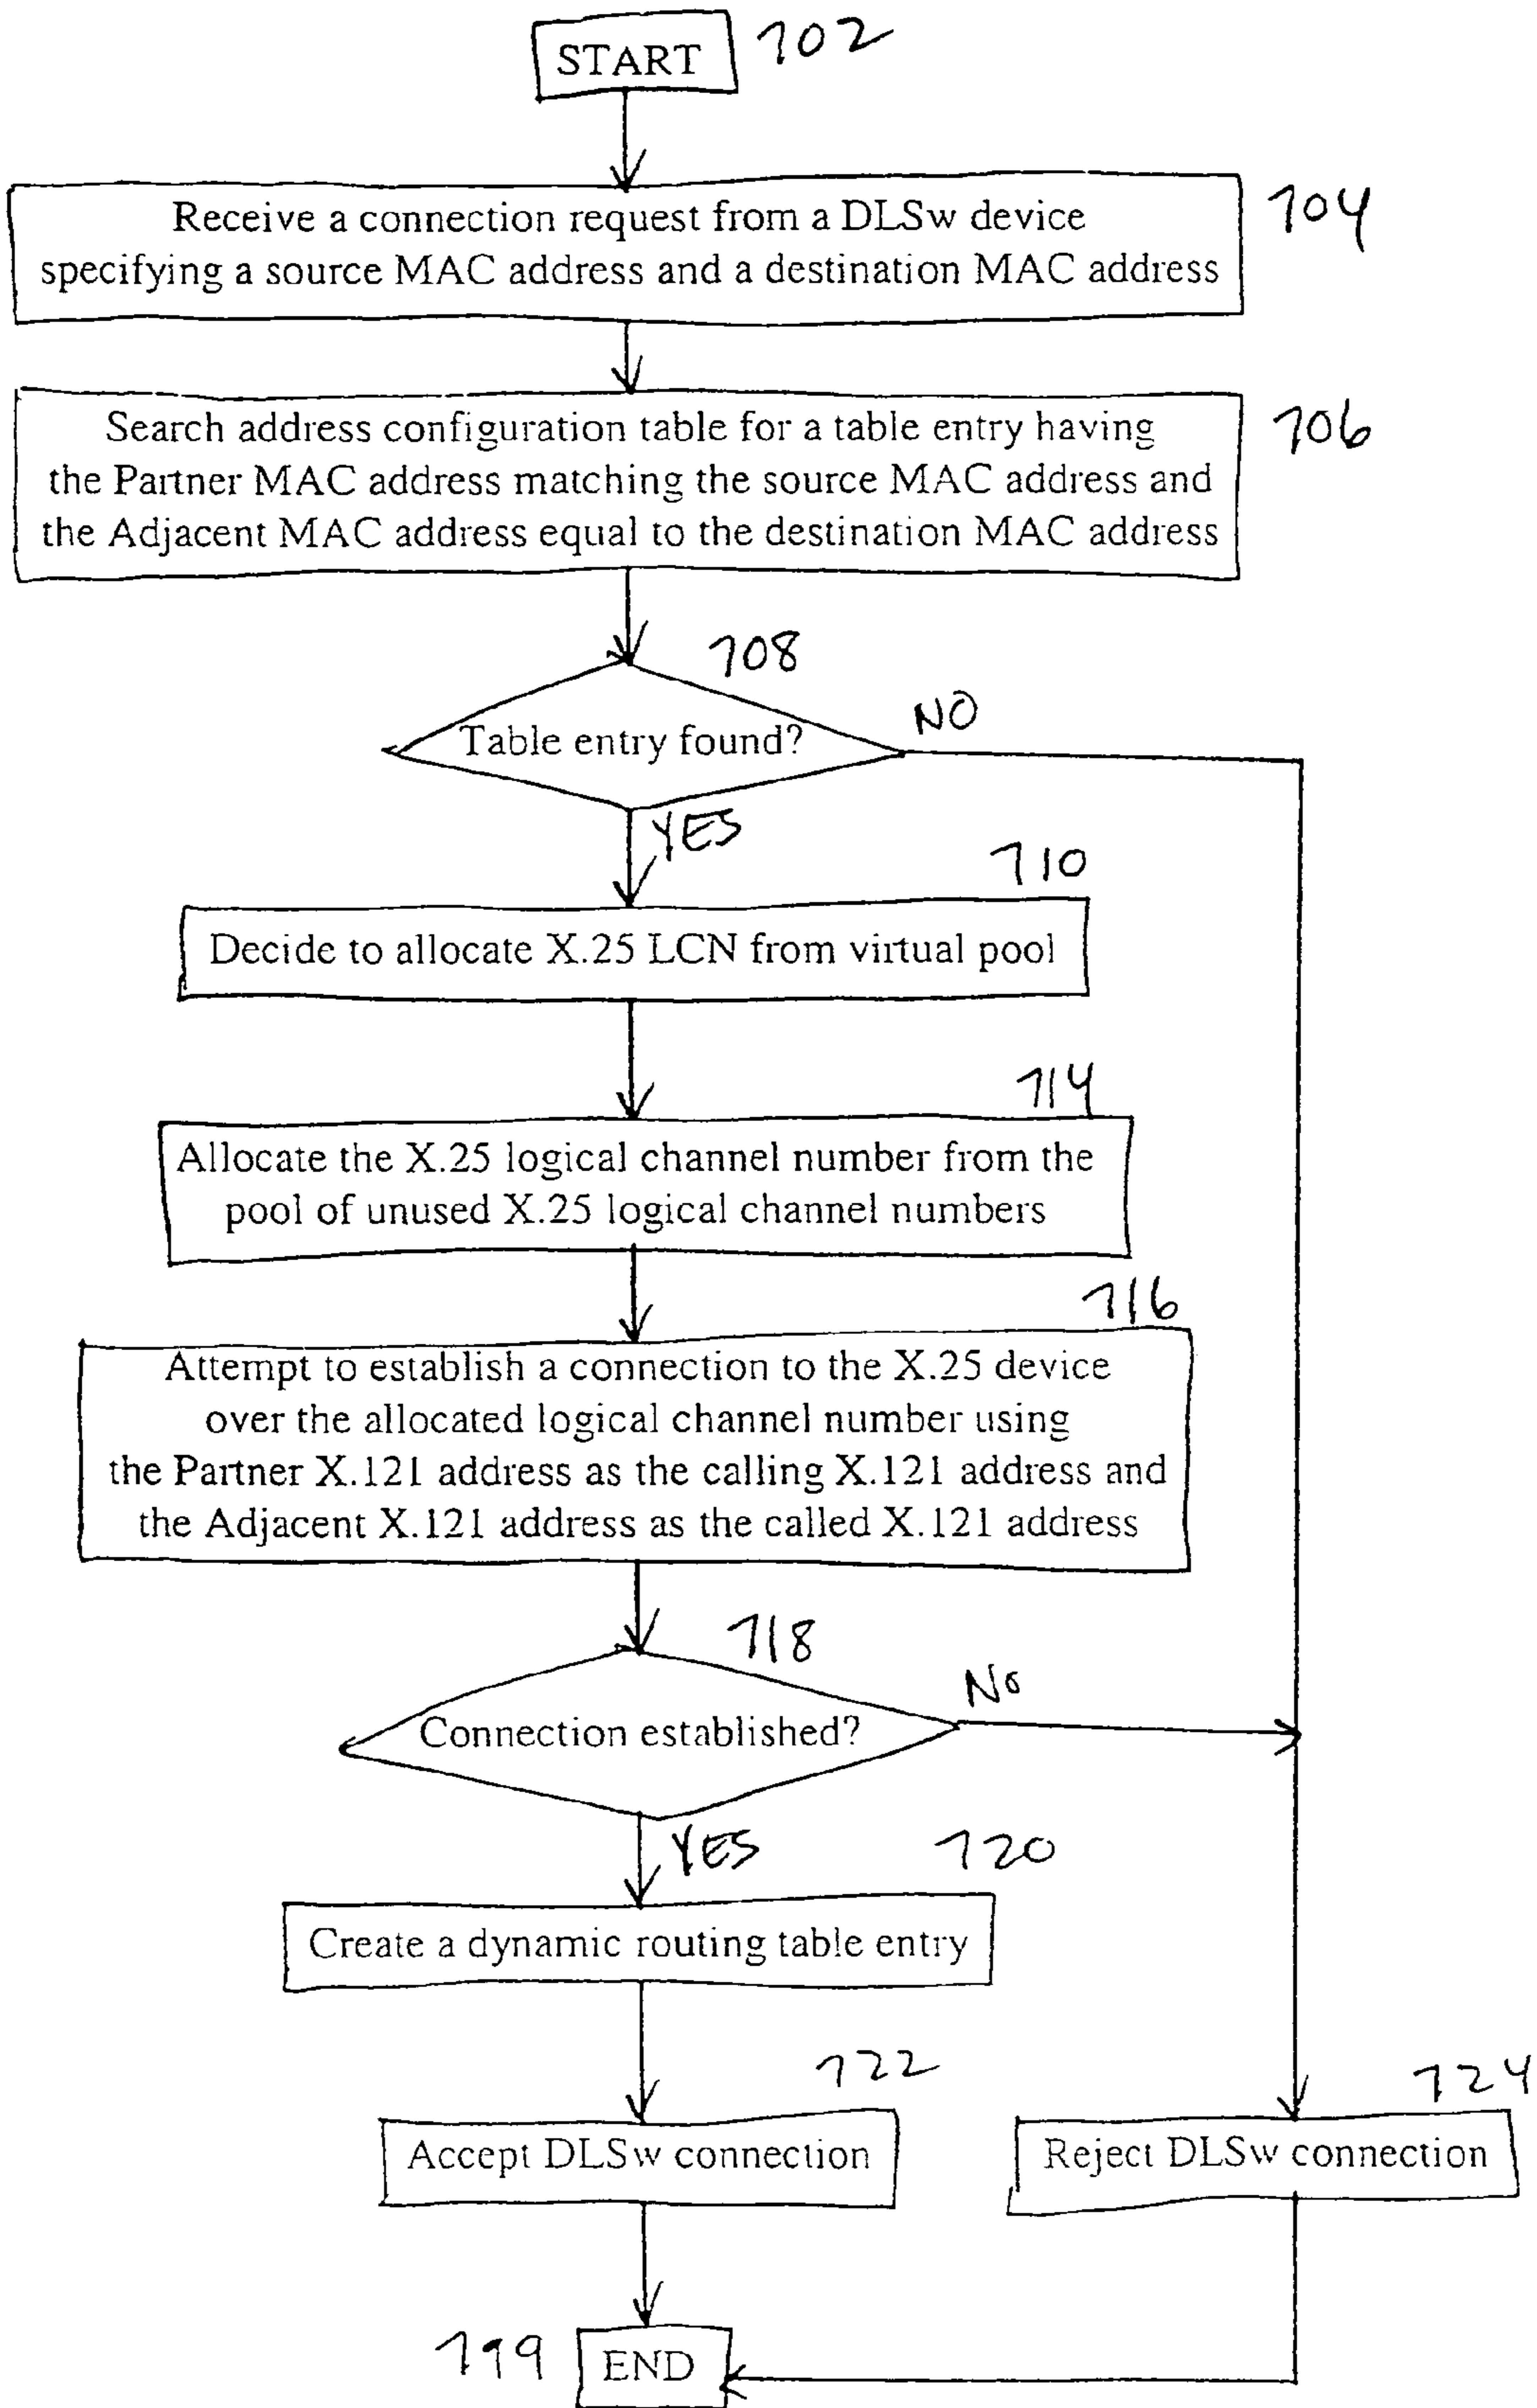 START 702
Receive a connection request from a DLSw device 704
specifying a source MAC address and a destination MAC address
Search address configuration table for a table entry having 706
the Partner MAC address matching the source MAC address and
the Adjacent MAC address equal to the destination MAC address
708
Table entry found? NO
YES
710
Decide to allocate X.25 LCN from virtual pool
714
Allocate the X.25 logical channel number from the
pool of unused X.25 logical channel numbers
716
Attempt to establish a connection to the X.25 device
over the allocated logical channel number using
the Partner X.121 address as the calling X.121 address and
the Adjacent X.121 address as the called X.121 address
718
Connection established? No
YES
720
Create a dynamic routing table entry
722
Accept DLSw connection
724
Reject DLSw connection
799 END